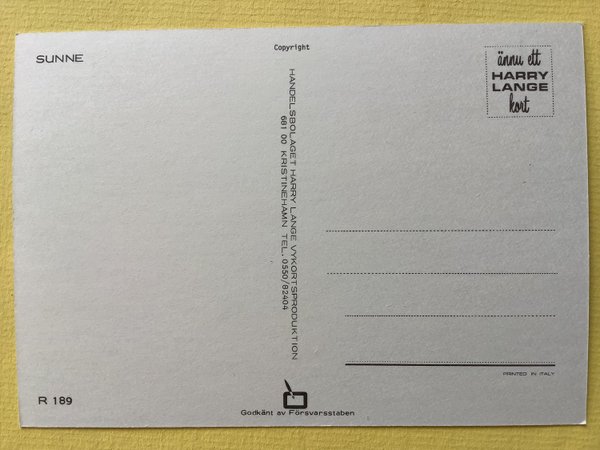 SUNNE
Copyright
ännu ett
HARRY
LANGE
kort
HANDELSBOLAGET HARRY LANGE VYKORTSPRODUKTION
681 00 KRISTINEHAMN TEL. 0550/82404
PRINTED IN ITALY
R 189
Godkänt av Försvarsstaben